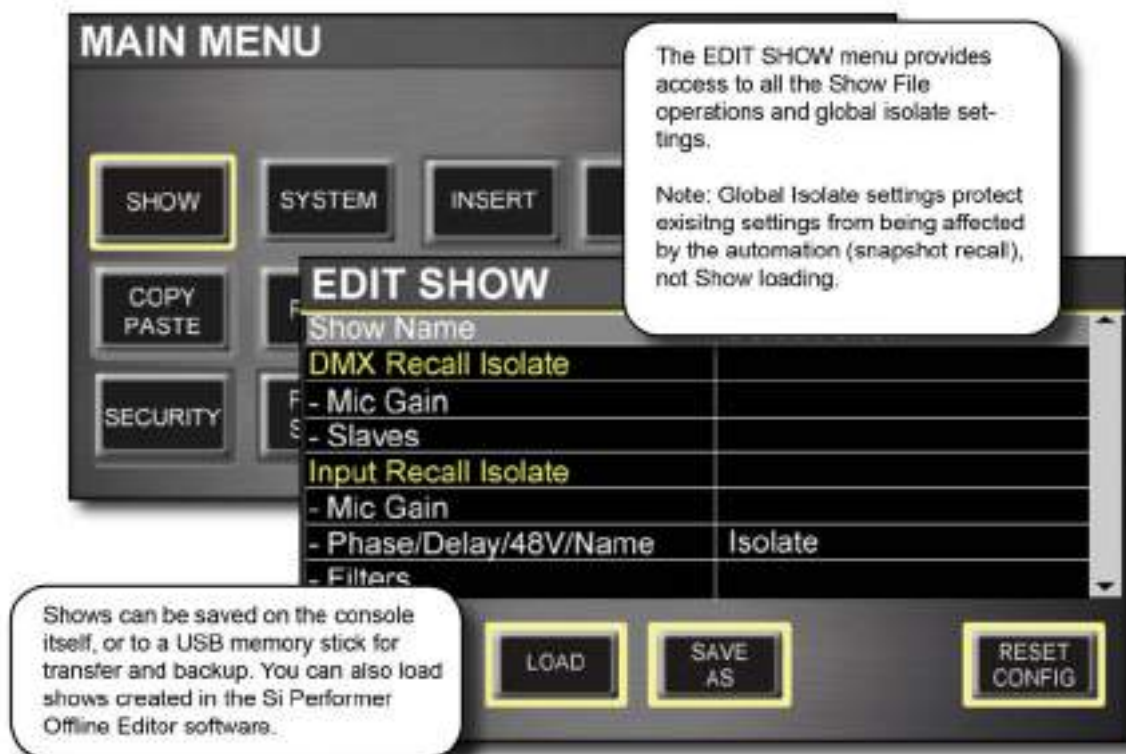 MAIN MENU
The EDIT SHOW menu provides
access to all the Show File
operations and global isolate set-
tings.
Note: Global Isolate settings protect
exisitng settings from being affected
by the automation (snapshot recall),
not Show loading.
SHOW
SYSTEM
INSERT
COPY
PASTE
SECURITY
EDIT SHOW
Show Name
DMX Recall Isolate
- Mic Gain
- Slaves
Input Recall Isolate
- Mic Gain
- Phase/Delay/48V/Name Isolate
- Filters
Shows can be saved on the console
itself, or to a USB memory stick for
transfer and backup. You can also load
shows created in the Si Performer
Offline Editor software.
LOAD
SAVE
AS
RESET
CONFIG